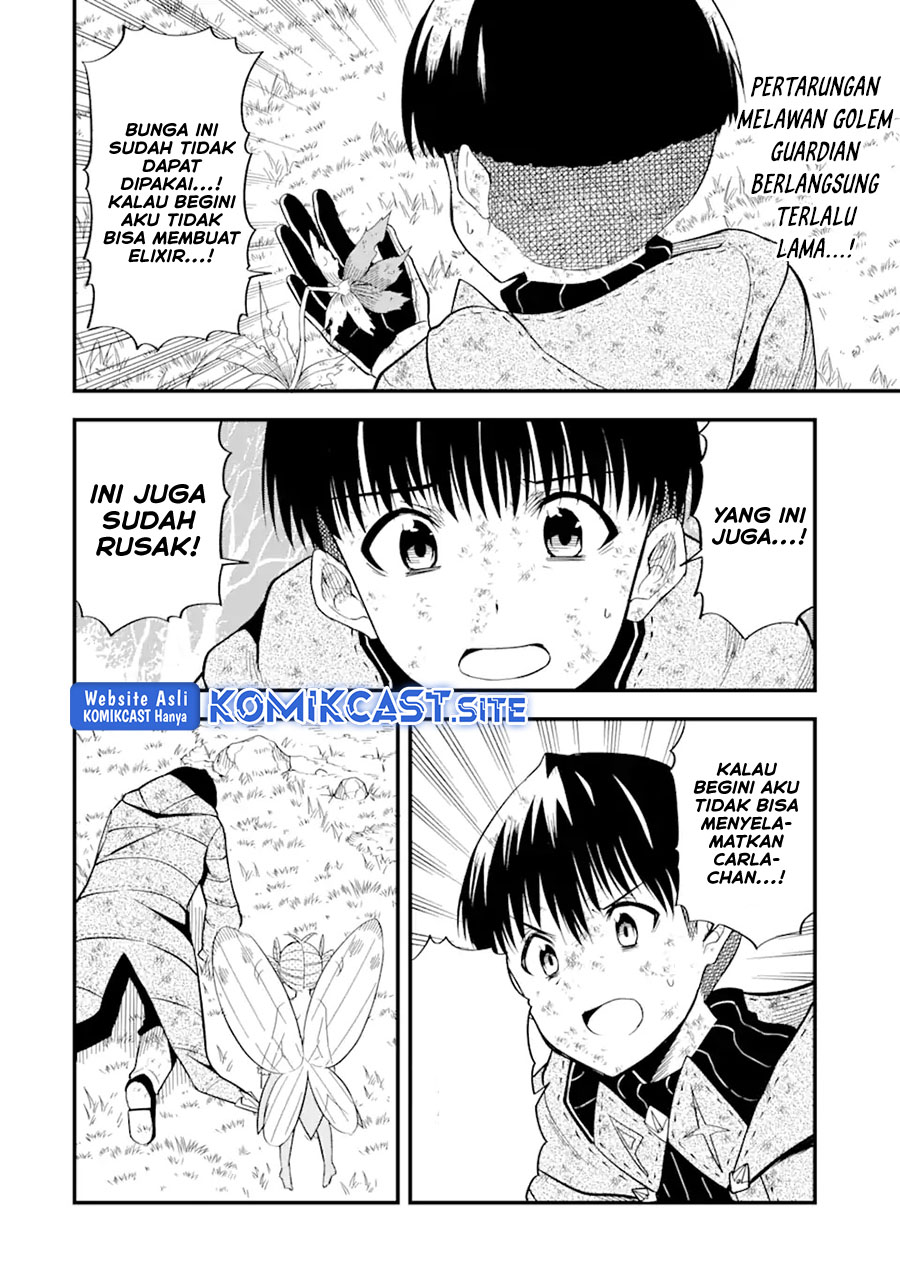 PERTARUNGAN
MELAWAN GOLEM
GUARDIAN
BERLANGSUNG
TERLALU
LAMA...!
BUNGA INI
SUDAH TIDAK
DAPAT
DIPAKAI...!
KALAU BEGINI
AKU TIDAK
BISA MEMBUAT
ELIXIR...!
YANG INI
JUGA...!
INI JUGA
SUDAH
RUSAK!
Website Asli
KOMIKCAST Hanya
KOMIKCAST.SITE
KALAU
BEGINI AKU
TIDAK BISA
MENYELA-
MATKAN
CARLA-
CHAN...!